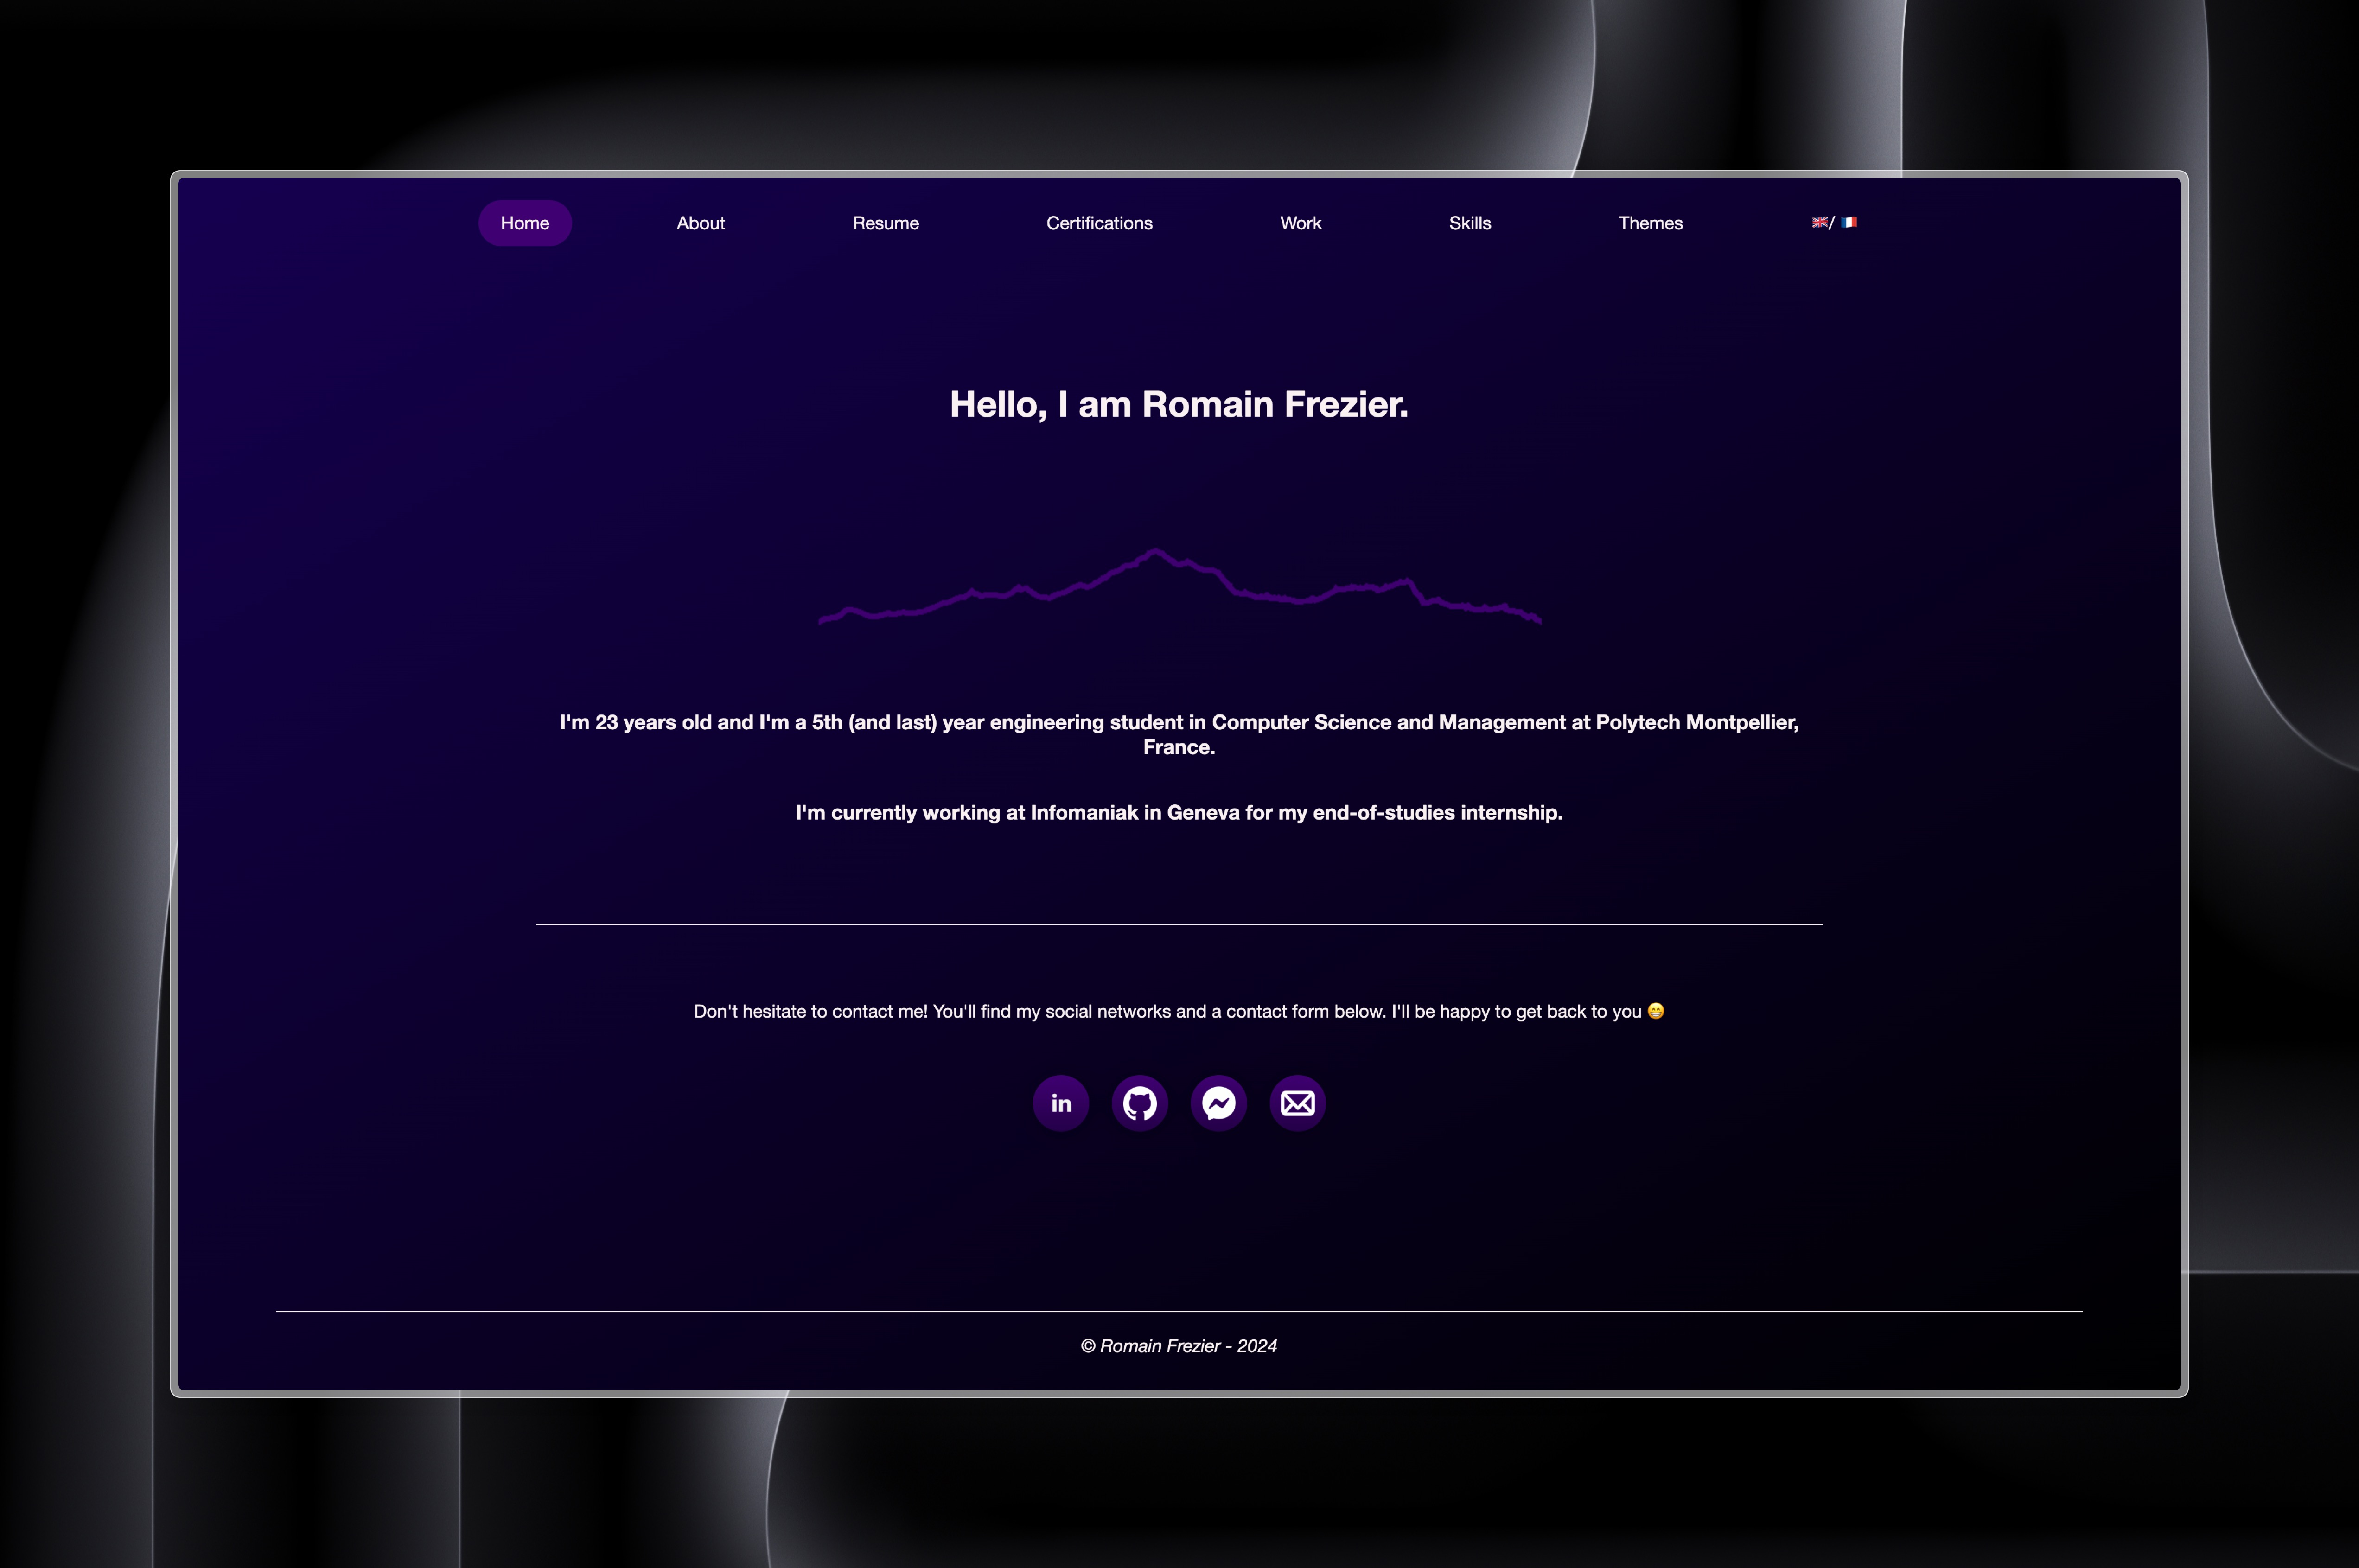 Home About Resume Certifications Work Skills Themes 🇬🇧/ 🇫🇷
Hello, I am Romain Frezier.
I'm 23 years old and I'm a 5th (and last) year engineering student in Computer Science and Management at Polytech Montpellier,
France.
I'm currently working at Infomaniak in Geneva for my end-of-studies internship.
Don't hesitate to contact me! You'll find my social networks and a contact form below. I'll be happy to get back to you 😁
in
© Romain Frezier - 2024